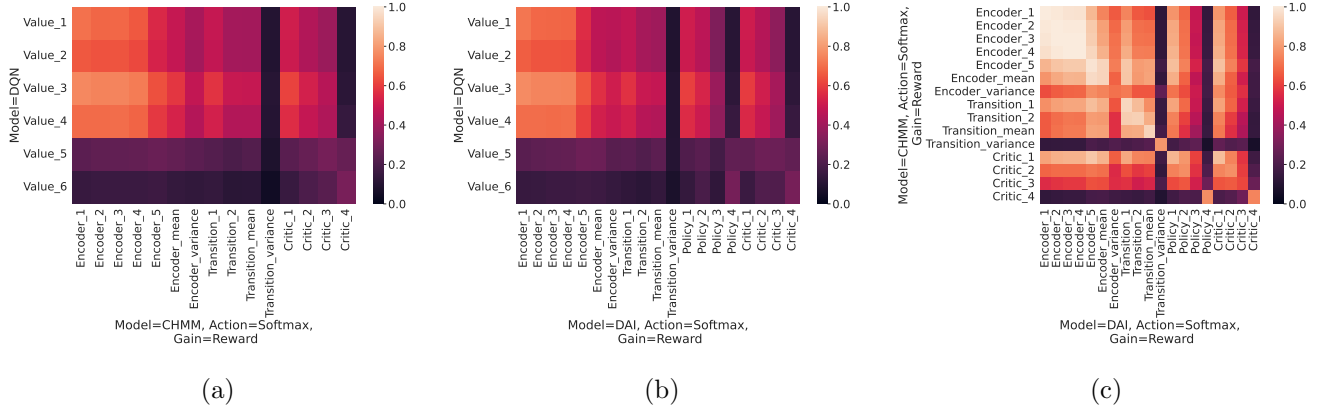 Model=DQN
Value_1
Value_2
Value_3
Value_4
Value_5
Value_6
Encoder_1
Encoder_2
Encoder_3
Encoder_4
Encoder_5
Encoder_mean
Encoder_variance
Transition_1
Transition_2
Transition_mean
Transition_variance
Critic_1
Critic_2
Critic_3
Critic_4
Model=CHMM, Action=Softmax,
Gain=Reward
1.0
0.8
0.6
0.4
0.2
0.0
(a)
Model=DQN
Value_1
Value_2
Value_3
Value_4
Value_5
Value_6
Encoder_1
Encoder_2
Encoder_3
Encoder_4
Encoder_5
Encoder_mean
Encoder_variance
Transition_1
Transition_2
Transition_mean
Transition_variance
Policy_1
Policy_2
Policy_3
Policy_4
Critic_1
Critic_2
Critic_3
Critic_4
Model=DAI, Action=Softmax,
Gain=Reward
1.0
0.8
0.6
0.4
0.2
0.0
(b)
Model=CHMM, Action=Softmax,
Gain=Reward
Encoder_1
Encoder_2
Encoder_3
Encoder_4
Encoder_5
Encoder_mean
Encoder_variance
Transition_1
Transition_2
Transition_mean
Transition_variance
Critic_1
Critic_2
Critic_3
Critic_4
Encoder_1
Encoder_2
Encoder_3
Encoder_4
Encoder_5
Encoder_mean
Encoder_variance
Transition_1
Transition_2
Transition_mean
Transition_variance
Policy_1
Policy_2
Policy_3
Policy_4
Critic_1
Critic_2
Critic_3
Critic_4
Model=DAI, Action=Softmax,
Gain=Reward
1.0
0.8
0.6
0.4
0.2
0.0
(c)